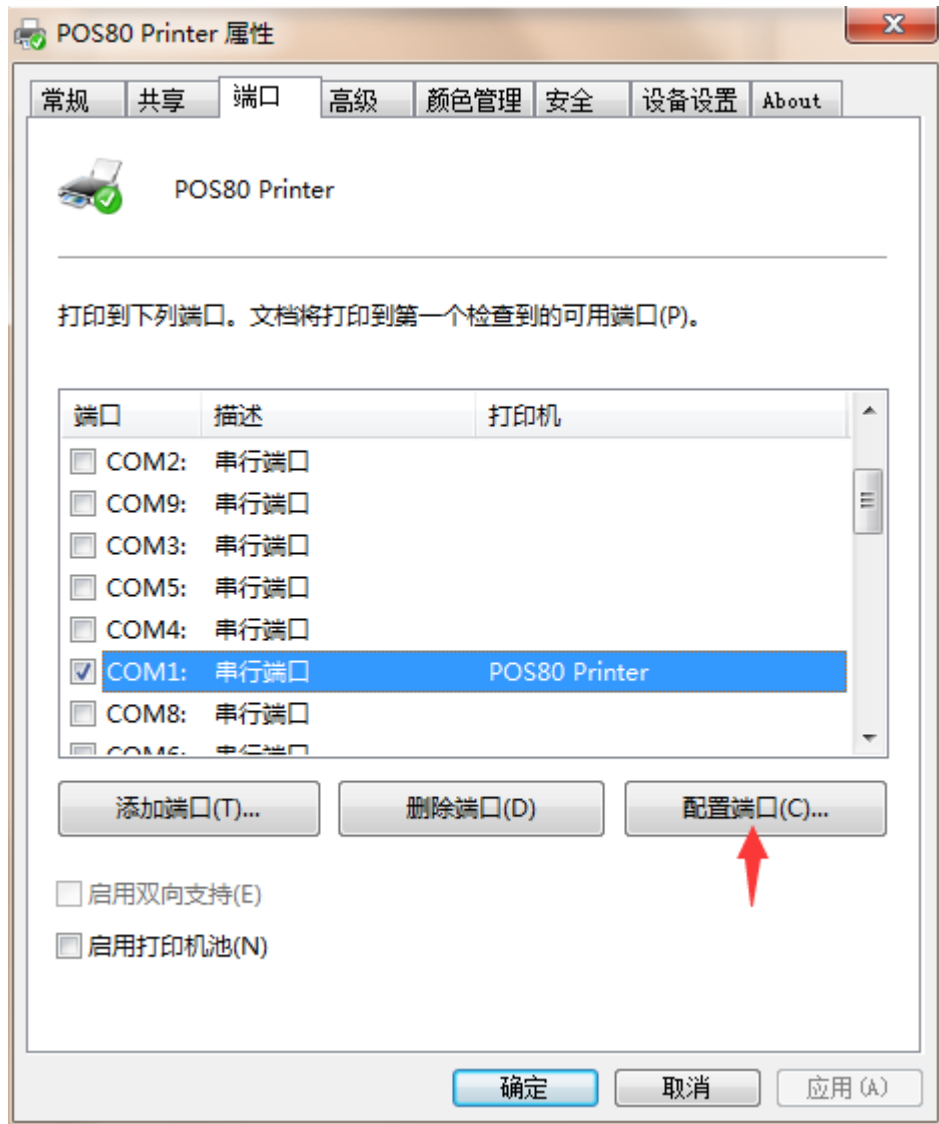 POS80 Printer 属性
常规 共享 端口 高级 颜色管理 安全 设备设置 About
POS80 Printer
打印到下列端口。文档将打印到第一个检查到的可用端口(P)。
端口 描述 打印机
COM2: 串行端口
COM9: 串行端口
COM3: 串行端口
COM5: 串行端口
COM4: 串行端口
COM1: 串行端口 POS80 Printer
COM8: 串行端口
COM6: 串行端口
添加端口(T)... 删除端口(D) 配置端口(C)...
启用双向支持(E)
启用打印机池(N)
确定 取消 应用(A)